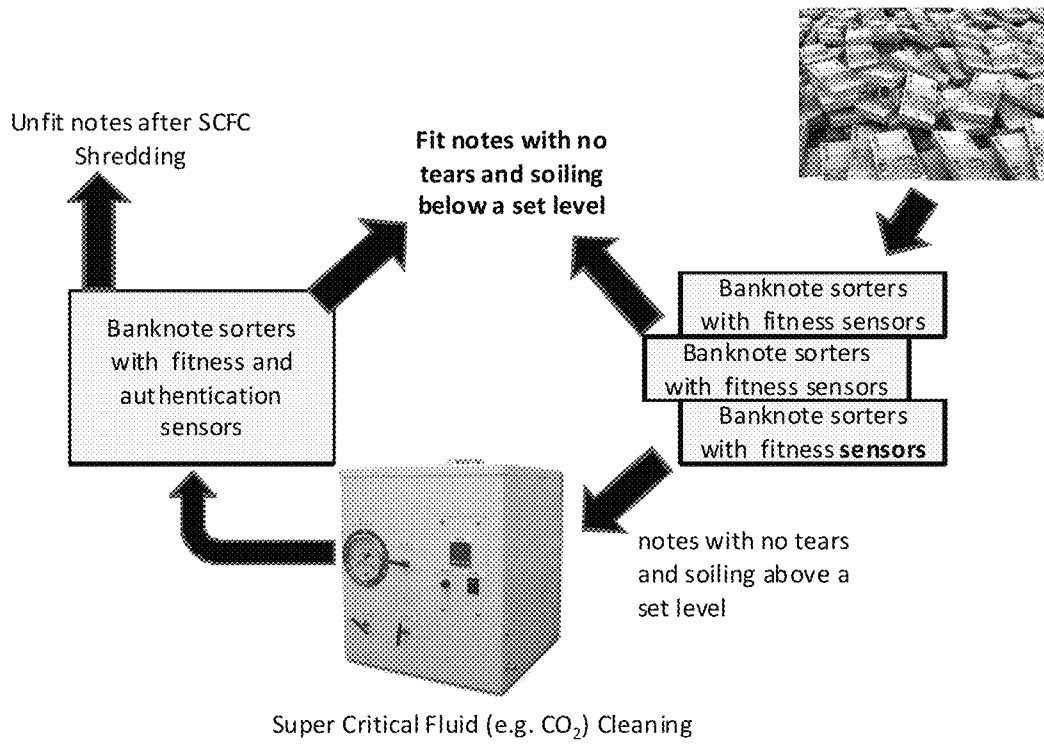 Unfit notes after SCFC
Shredding
Fit notes with no
tears and soiling
below a set level
Banknote sorters
with fitness and
authentication
sensors
Banknote sorters
with fitness sensors
Banknote sorters
with fitness sensors
Banknote sorters
with fitness sensors
notes with no tears
and soiling above a
set level
Super Critical Fluid (e.g. CO₂) Cleaning